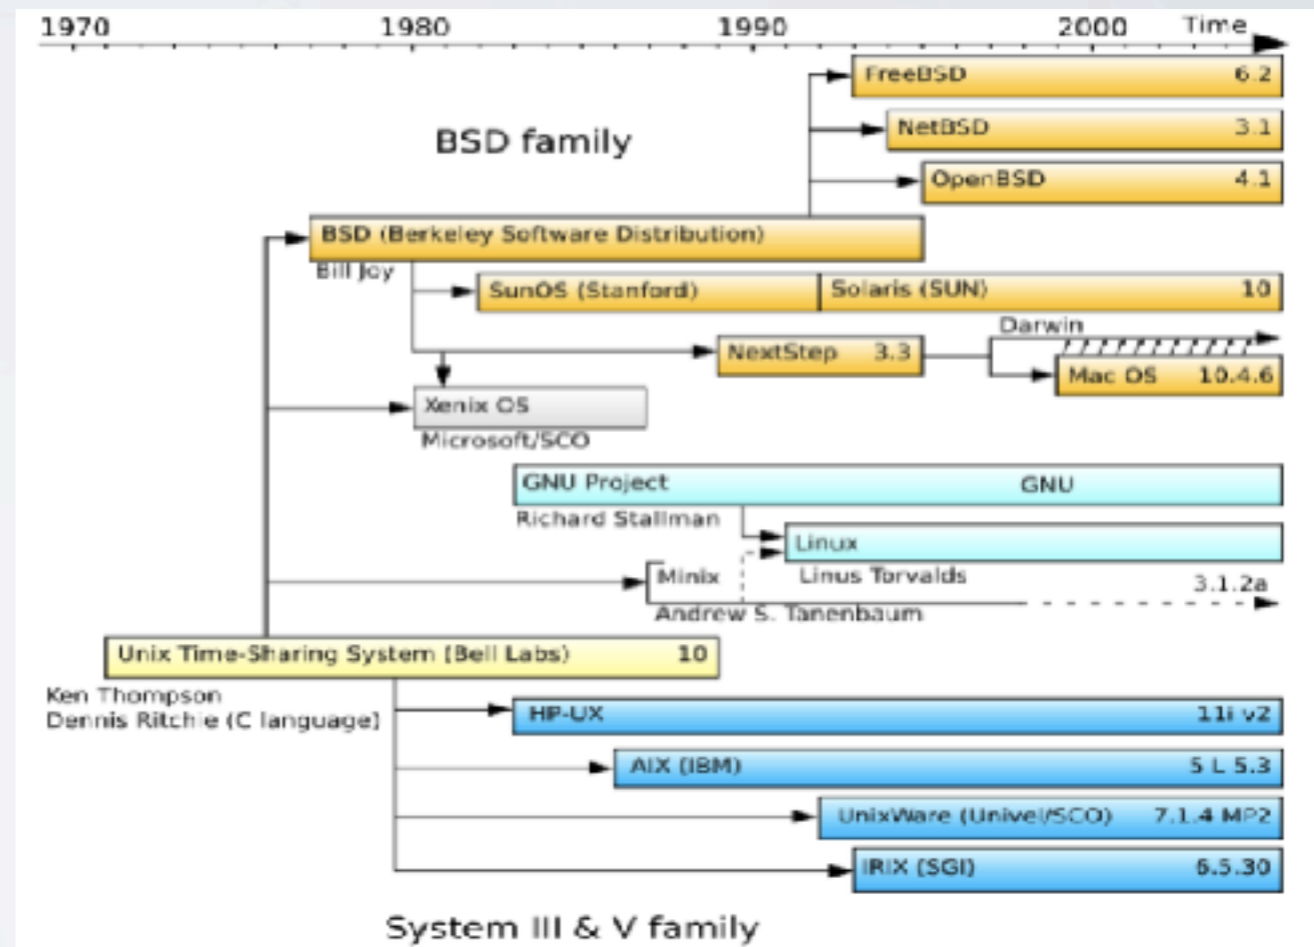 1970 1980 1990 2000 Time
FreeBSD 6.2
BSD family
NetBSD 3.1
OpenBSD 4.1
BSD (Berkeley Software Distribution)
Bill Joy
SunOS (Stanford) Solaris (SUN) 10
Darwin
NextStep 3.3
Mac OS 10.4.6
Xenix OS
Microsoft/SCO
GNU Project GNU
Richard Stallman
Linux
Minix Linus Torvalds 3.1.2a
Andrew S. Tanenbaum
Unix Time-Sharing System (Bell Labs) 10
Ken Thompson
Dennis Ritchie (C language)
HP-UX 11i v2
AIX (IBM) 5 L 5.3
UnixWare (Univel/SCO) 7.1.4 MP2
IRIX (SGI) 6.5.30
System III & V family